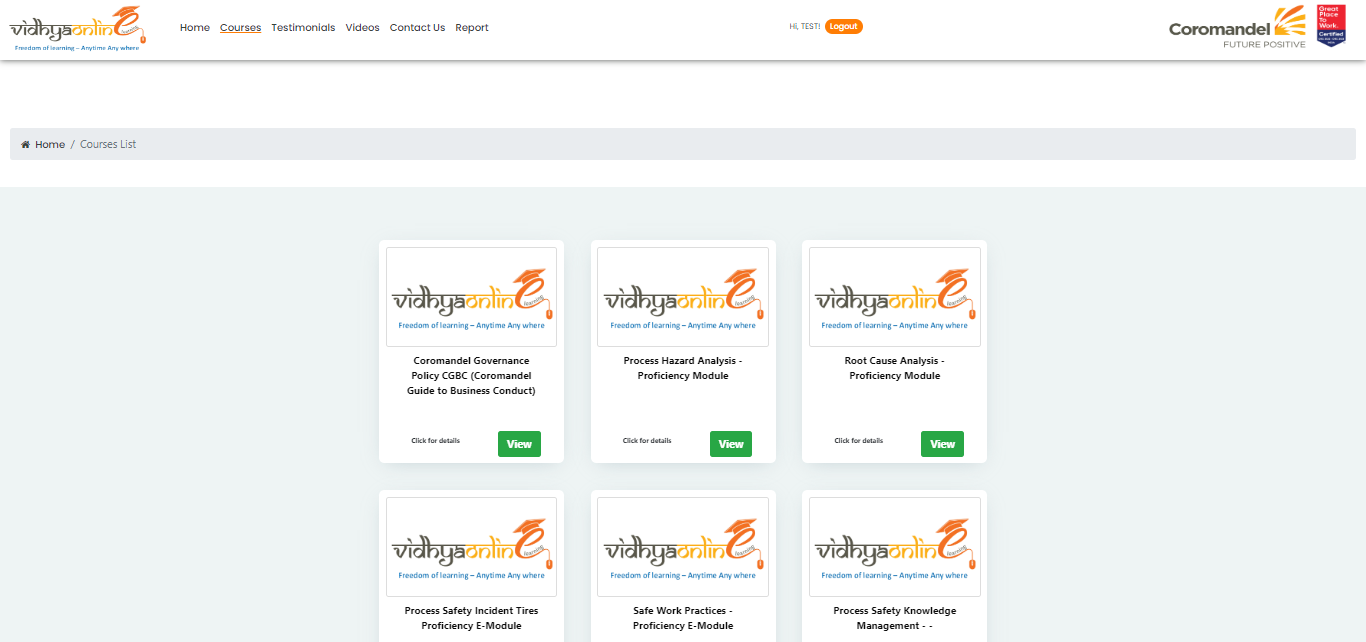 vidhyaonline
learning
Freedom of learning – Anytime Any where
Home Courses Testimonials Videos Contact Us Report
Hi, TEST! Logout
Coromandel
FUTURE POSITIVE
Great
Place
To
Work.
Certified
Home / Courses List
vidhyaonline
learning
Freedom of learning – Anytime Any where
Coromandel Governance
Policy CGBC (Coromandel
Guide to Business Conduct)
Click for details View
vidhyaonline
learning
Freedom of learning – Anytime Any where
Process Hazard Analysis -
Proficiency Module
Click for details View
vidhyaonline
learning
Freedom of learning – Anytime Any where
Root Cause Analysis -
Proficiency Module
Click for details View
vidhyaonline
learning
Freedom of learning – Anytime Any where
Process Safety Incident Tires
Proficiency E-Module
vidhyaonline
learning
Freedom of learning – Anytime Any where
Safe Work Practices -
Proficiency E-Module
vidhyaonline
learning
Freedom of learning – Anytime Any where
Process Safety Knowledge
Management - -